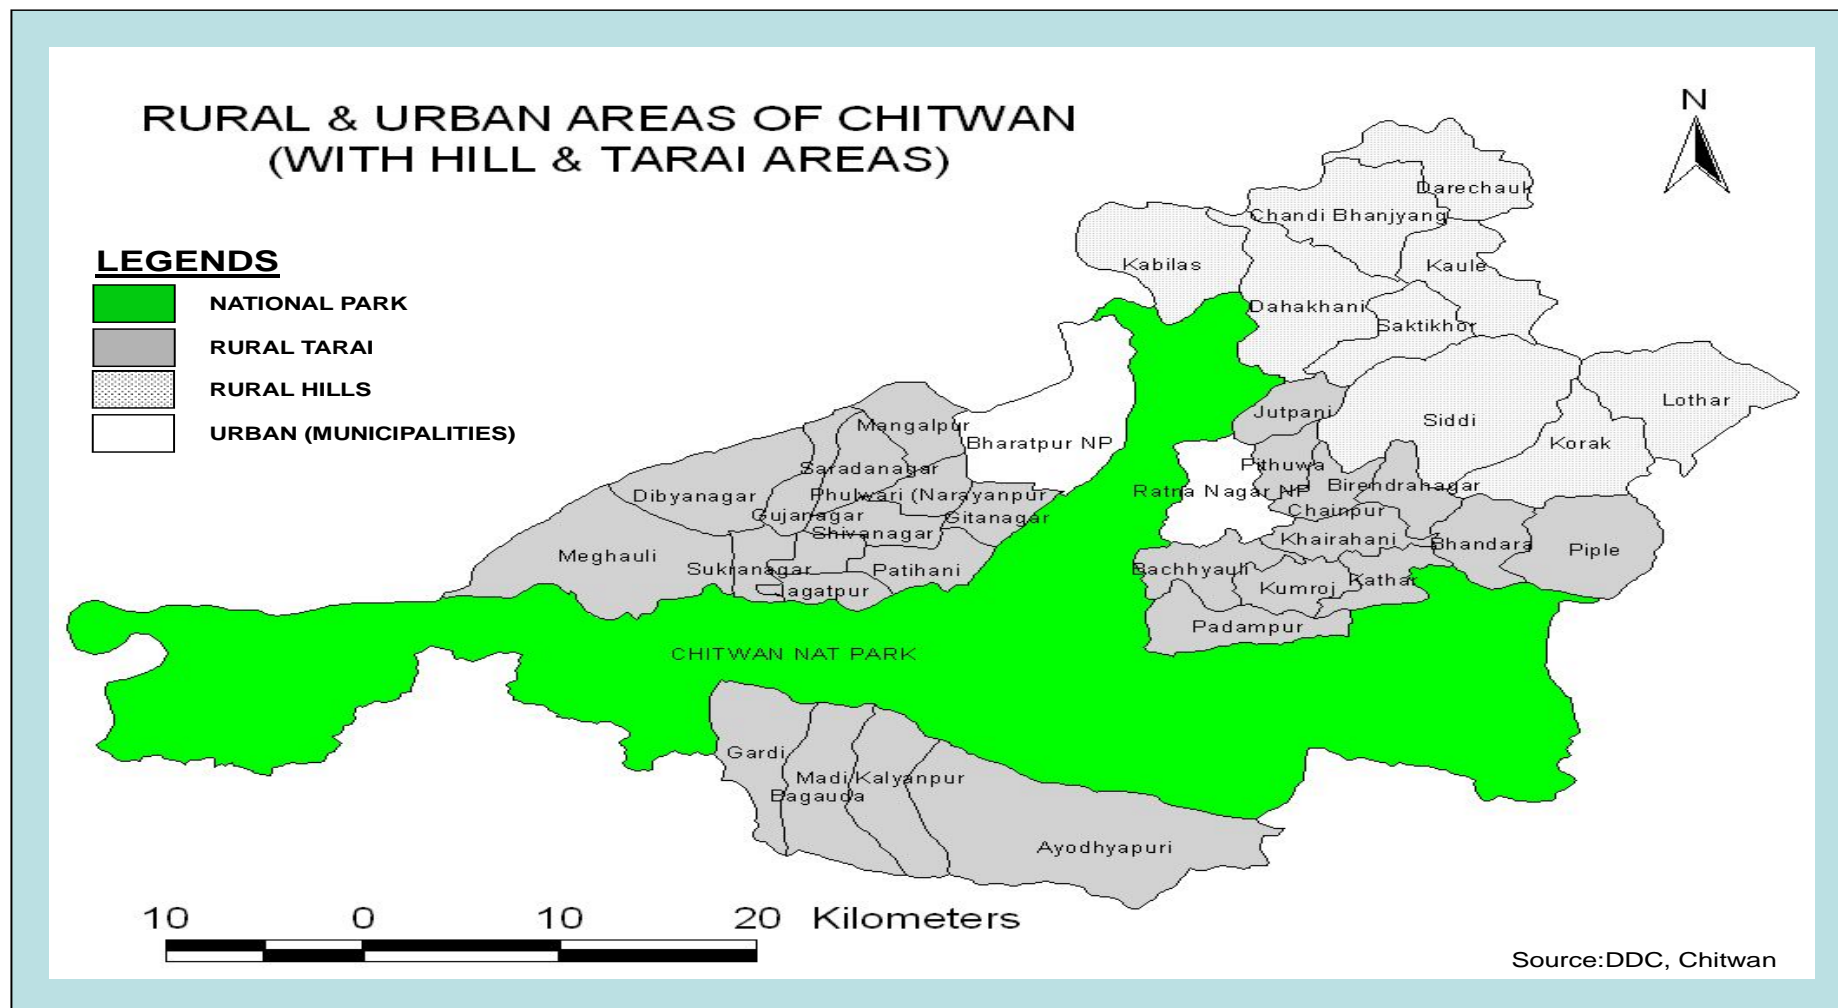 RURAL & URBAN AREAS OF CHITWAN
(WITH HILL & TARAI AREAS)
N
LEGENDS
NATIONAL PARK
RURAL TARAI
RURAL HILLS
URBAN (MUNICIPALITIES)
Darechauk
Chandi Bhanjyang
Kabilas
Kaule
Dahakhani
Saktikhor
Lothar
Jutpani
Siddi
Korak
Mangalpur
Bharatpur NP
Saradanagar
Pithuwa
Dibyanagar
Phulwari (Narayanpur
Ratna Nagar NP
Birendranagar
Gujanagar
Gitanagar
Chainpur
Shivanagar
Khairahani
Bhandara
Piple
Meghauli
Sukranagar
Patihani
Bachhyauli
Jagatpur
Kumroj
Kathar
Padampur
CHITWAN NAT PARK
Gardi
Madi Kalyanpur
Bagauda
Ayodhyapuri
10 0 10 20 Kilometers
Source:DDC, Chitwan